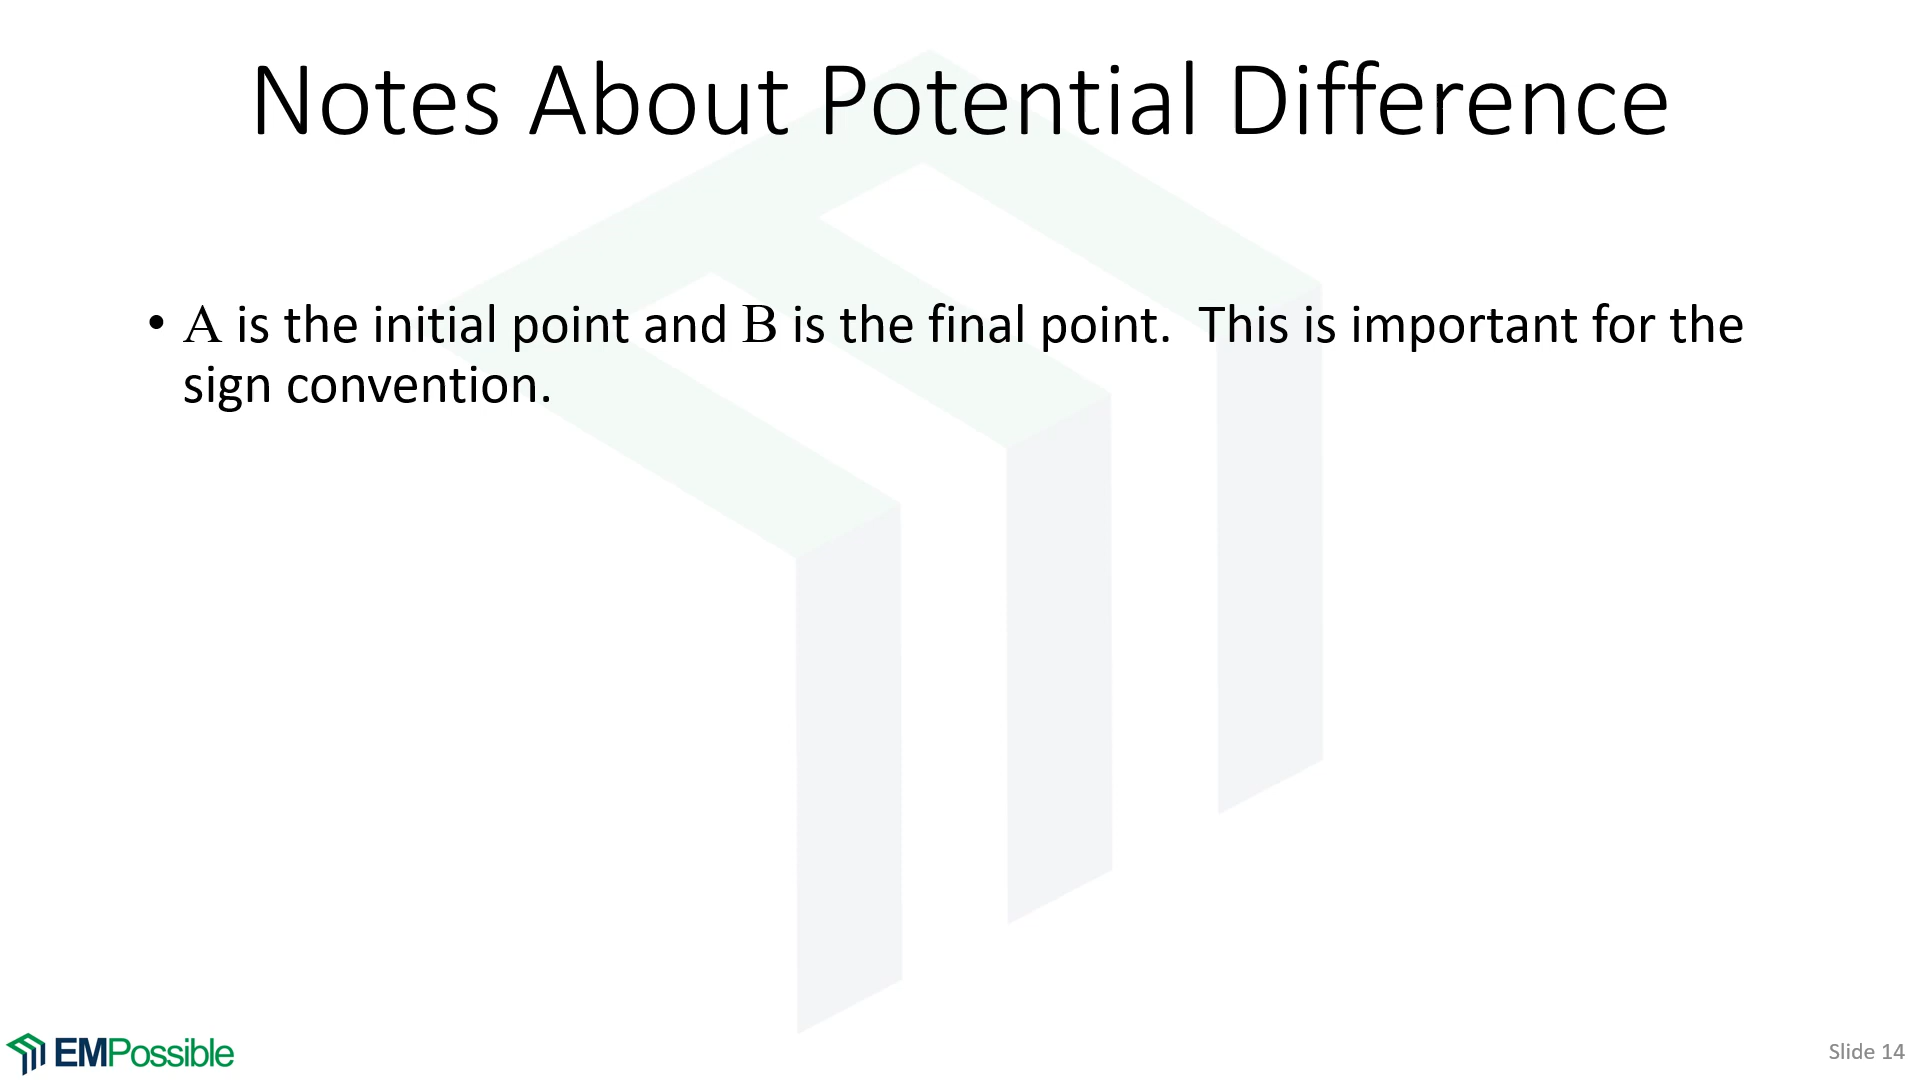 Notes About Potential Difference
• A is the initial point and B is the final point.  This is important for the
sign convention.
EMPossible
Slide 14